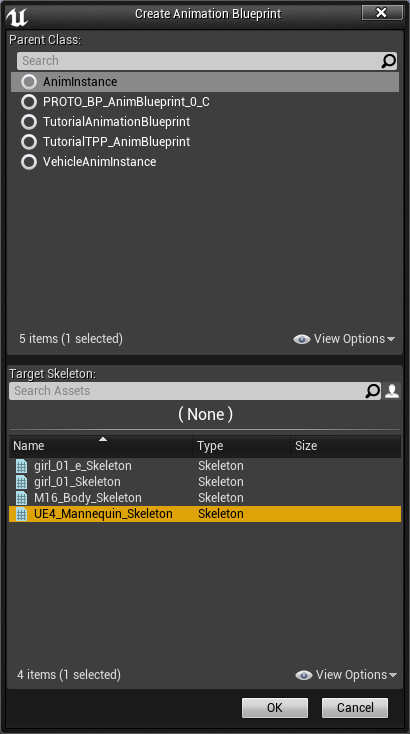 Create Animation Blueprint
Parent Class:
Search
AnimInstance
PROTO_BP_AnimBlueprint_0_C
TutorialAnimationBlueprint
TutorialTPP_AnimBlueprint
VehicleAnimInstance
5 items (1 selected) View Options
Target Skeleton:
Search Assets
( None )
Name Type Size
girl_01_e_Skeleton Skeleton
girl_01_Skeleton Skeleton
M16_Body_Skeleton Skeleton
UE4_Mannequin_Skeleton Skeleton
4 items (1 selected) View Options
OK Cancel